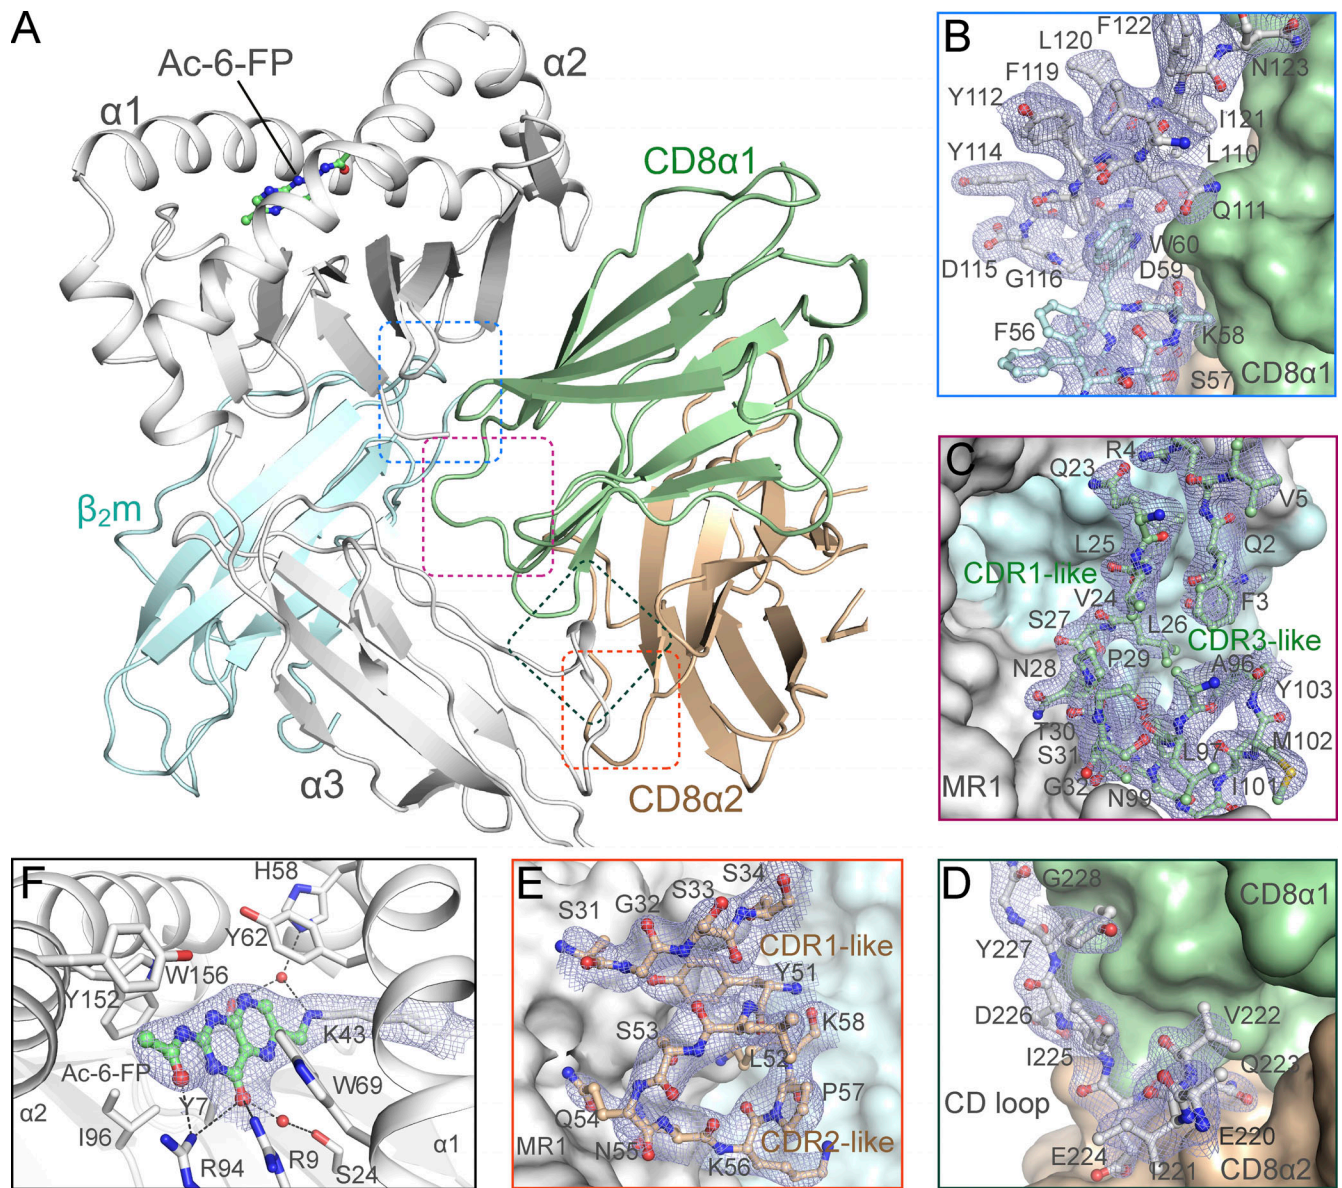 A
Ac-6-FP
α1
α2
CD8α1
β₂m
α3
CD8α2
B
F122
L120
F119
N123
Y112
I121
Y114
L110
Q111
W60
D115
D59
G116
F56
K58
S57
CD8α1
C
R4
Q23
V5
L25
Q2
CDR1-like
V24
F3
S27
L26
CDR3-like
N28
P29
A96
Y103
T30
S31
L97
M102
MR1
G32
N99
I101
F
H58
Y62
W156
Y152
K43
Ac-6-FP
W69
Y7
α2
I96
α1
R94
R9
S24
E
S34
S33
G32
S31
CDR1-like
Y51
S53
K58
L52
P57
Q54
MR1
N55
CDR2-like
K56
D
G228
CD8α1
Y227
D226
V222
I225
Q223
CD loop
E220
E224
I221
CD8α2